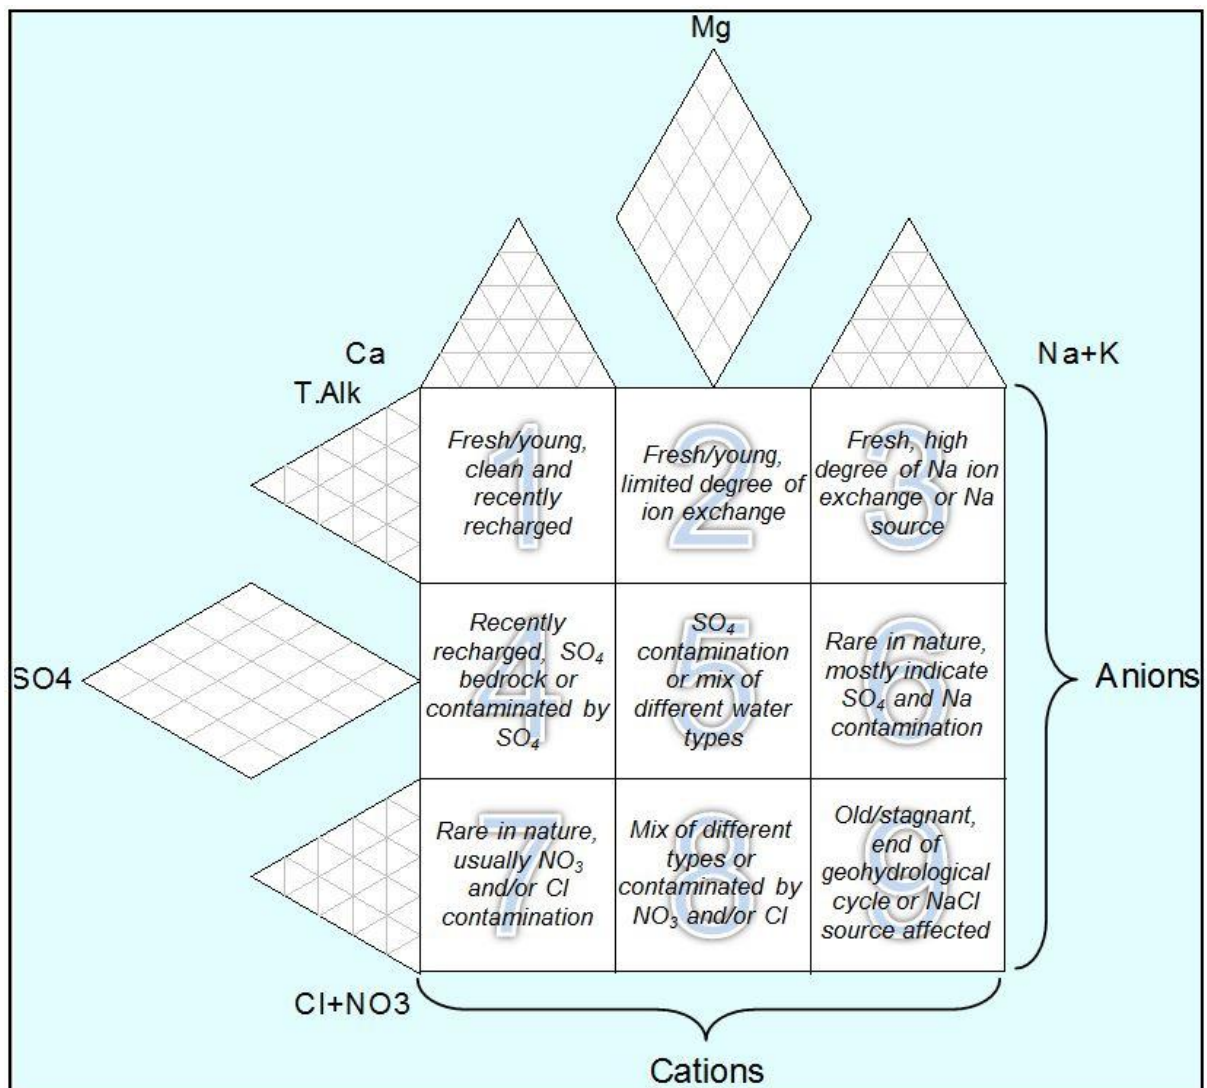 Mg
Ca
Na+K
T.Alk
1
Fresh/young,
clean and
recently
recharged
2
Fresh/young,
limited degree of
ion exchange
3
Fresh, high
degree of Na ion
exchange or Na
source
SO4
4
Recently
recharged, SO₄
bedrock or
contaminated by
SO₄
5
SO₄
contamination
or mix of
different water
types
6
Rare in nature,
mostly indicate
SO₄ and Na
contamination
Anions
7
Rare in nature,
usually NO₃
and/or Cl
contamination
8
Mix of different
types or
contaminated by
NO₃ and/or Cl
9
Old/stagnant,
end of
geohydrological
cycle or NaCl
source affected
Cl+NO3
Cations